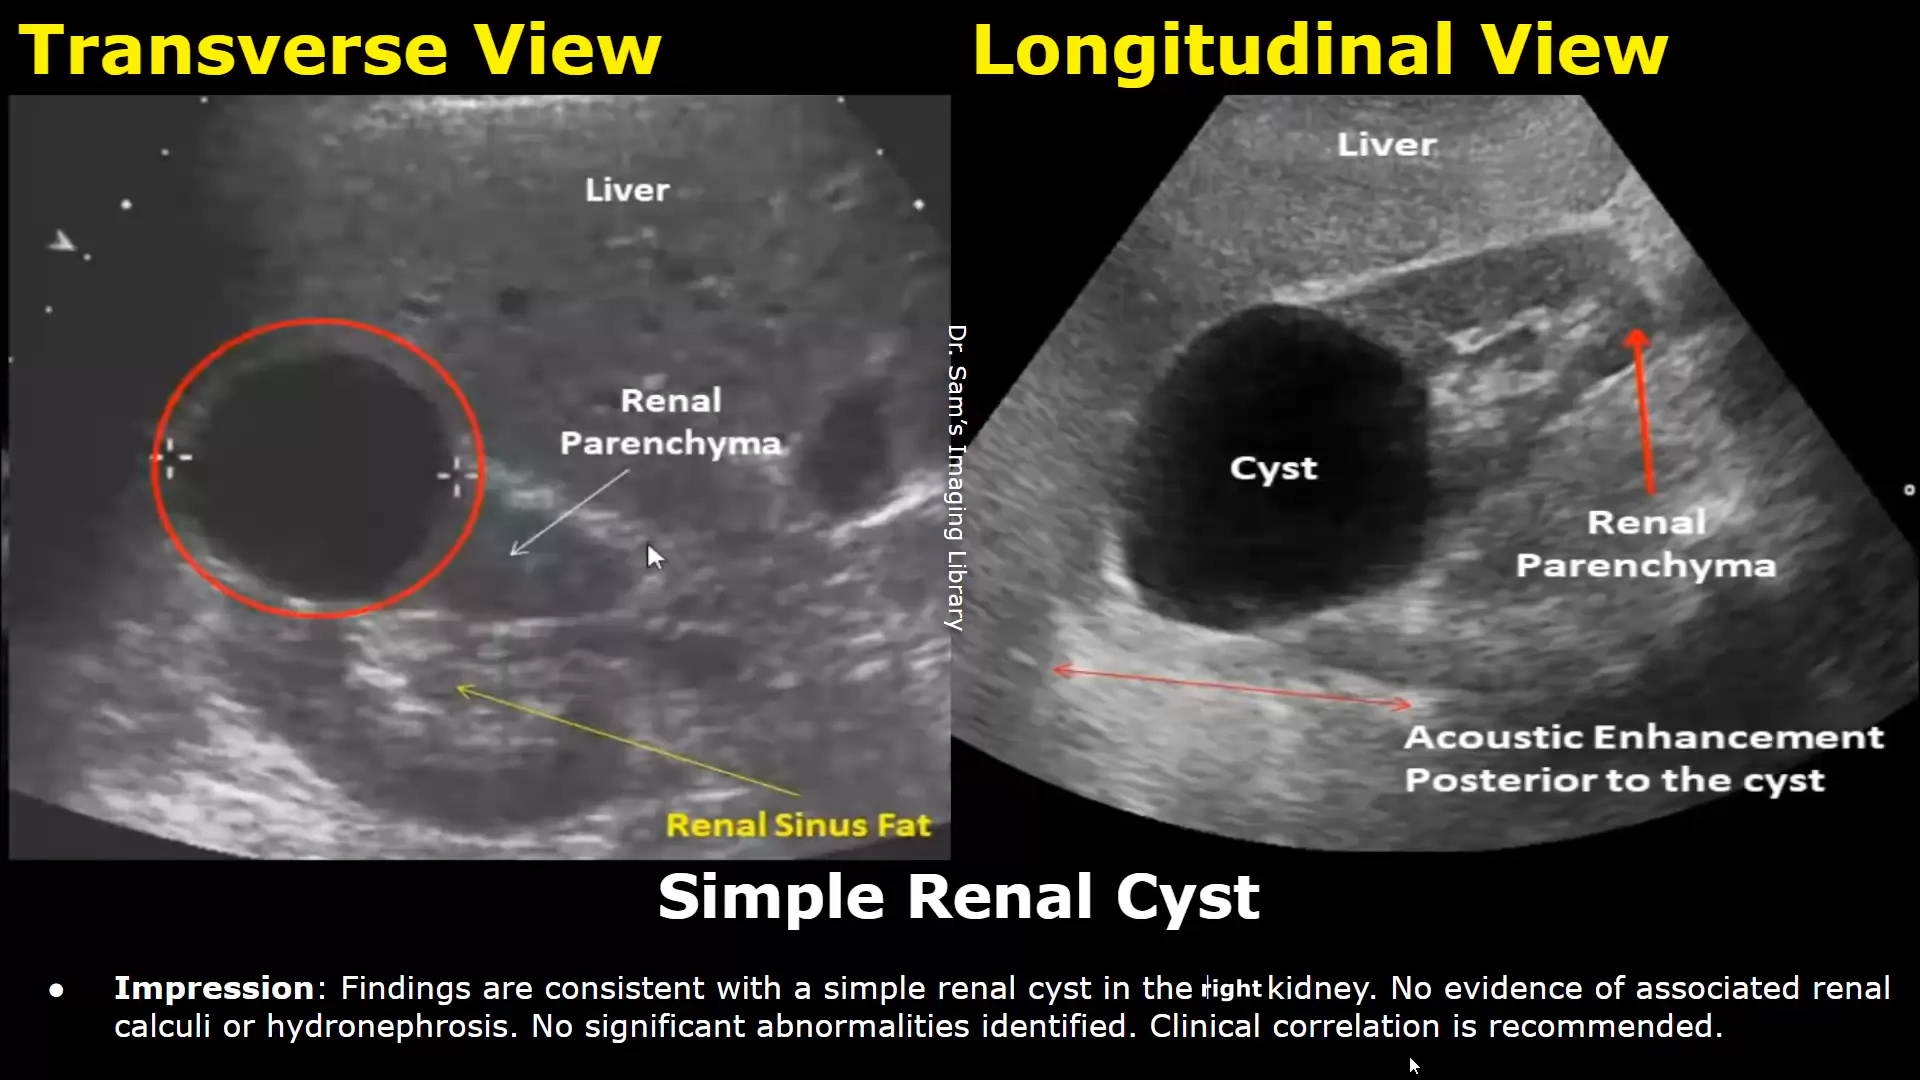 Transverse View
Longitudinal View
Liver
Renal
Parenchyma
Renal Sinus Fat
Dr. Sam's Imaging Library
Liver
Cyst
Renal
Parenchyma
Acoustic Enhancement
Posterior to the cyst
Simple Renal Cyst
● Impression: Findings are consistent with a simple renal cyst in the right kidney. No evidence of associated renal
calculi or hydronephrosis. No significant abnormalities identified. Clinical correlation is recommended.